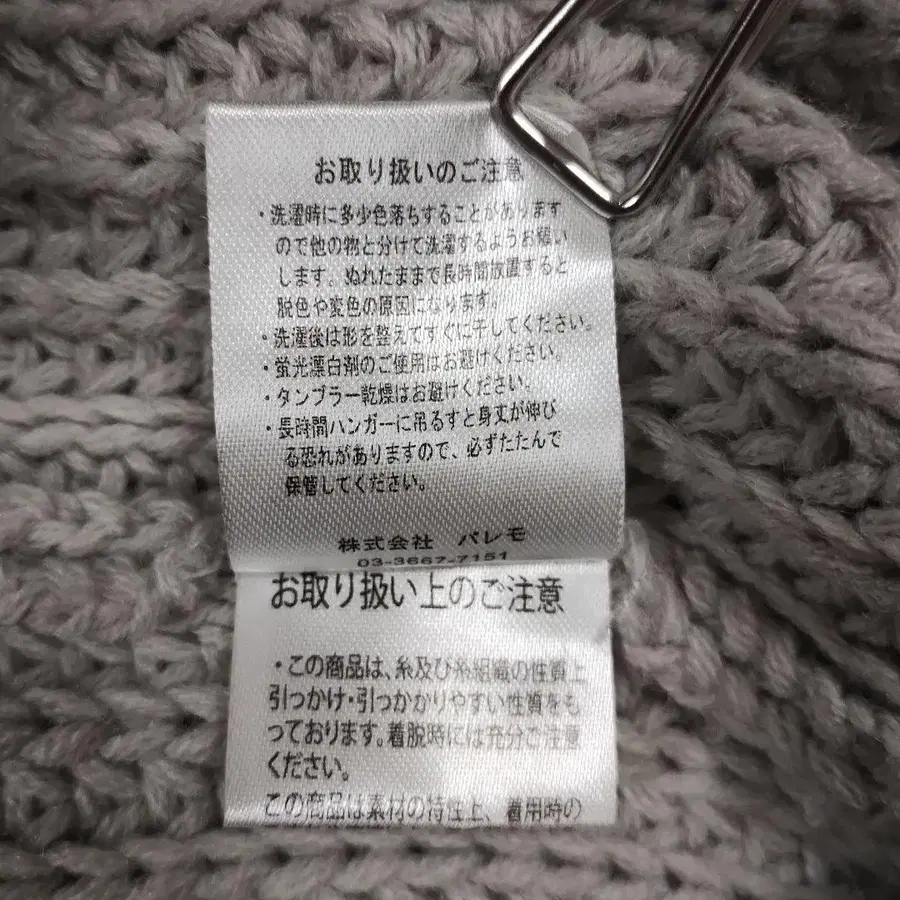 お取り扱いのご注意
・洗濯時に多少色落ちすることがあります
ので他の物と分けて洗濯するようお願い
します。ぬれたままで長時間放置すると
脱色や変色の原因になります。
・洗濯後は形を整えてすぐに干してください。
・蛍光漂白剤のご使用はお避けください。
・タンブラー乾燥はお避けください。
・長時間ハンガーに吊るすと身丈が伸び
る恐れがありますので、必ずたたんで
保管してください。
株式会社 パレモ
03-3667-7151
お取り扱い上のご注意
・この商品は、糸及び糸組織の性質上
引っかけ・引っかかりやすい性質をも
っております。着脱時には充分ご注意
ください。
この商品は素材の特性上、着用時の